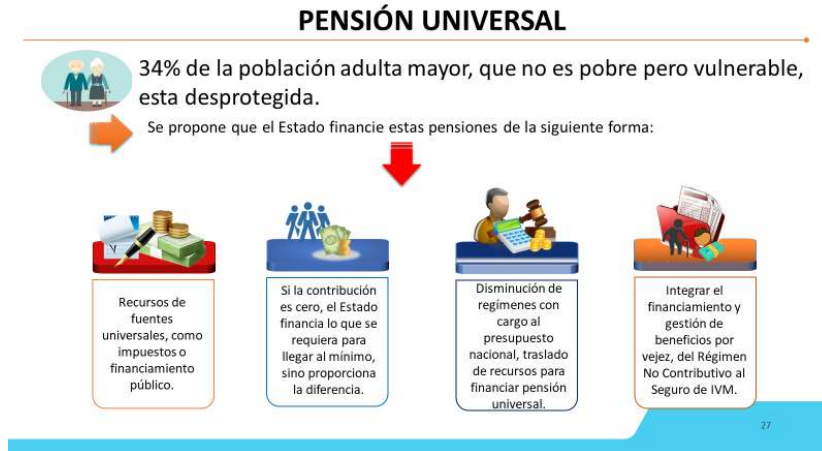 PENSIÓN UNIVERSAL
34% de la población adulta mayor, que no es pobre pero vulnerable,
esta desprotegida.
Se propone que el Estado financie estas pensiones de la siguiente forma:
Recursos de
fuentes
universales, como
impuestos o
financiamiento
público.
Si la contribución
es cero, el Estado
financia lo que se
requiera para
llegar al mínimo,
sino proporciona
la diferencia.
Disminución de
regímenes con
cargo al
presupuesto
nacional, traslado
de recursos para
financiar pensión
universal.
Integrar el
financiamiento y
gestión de
beneficios por
vejez, del Régimen
No Contributivo al
Seguro de IVM.
27